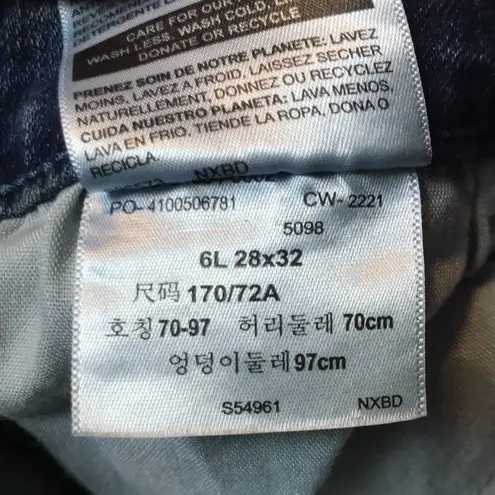 CARE FOR OUR
WASH LESS, WASH COLD,
DONATE OR RECYCLE
PRENEZ SOIN DE NOTRE PLANETE: LAVEZ
MOINS, LAVEZ A FROID, LAISSEZ SECHER
NATURELLEMENT, DONNEZ OU RECYCLEZ
CUIDA NUESTRO PLANETA: LAVA MENOS,
LAVA EN FRIO, TIENDE LA ROPA, DONA O
RECICLA
NXBD
PO- 4100506781 CW- 2221
5098
6L 28x32
尺码 170/72A
호칭 70-97 허리둘레 70cm
엉덩이둘레 97cm
S54961 NXBD